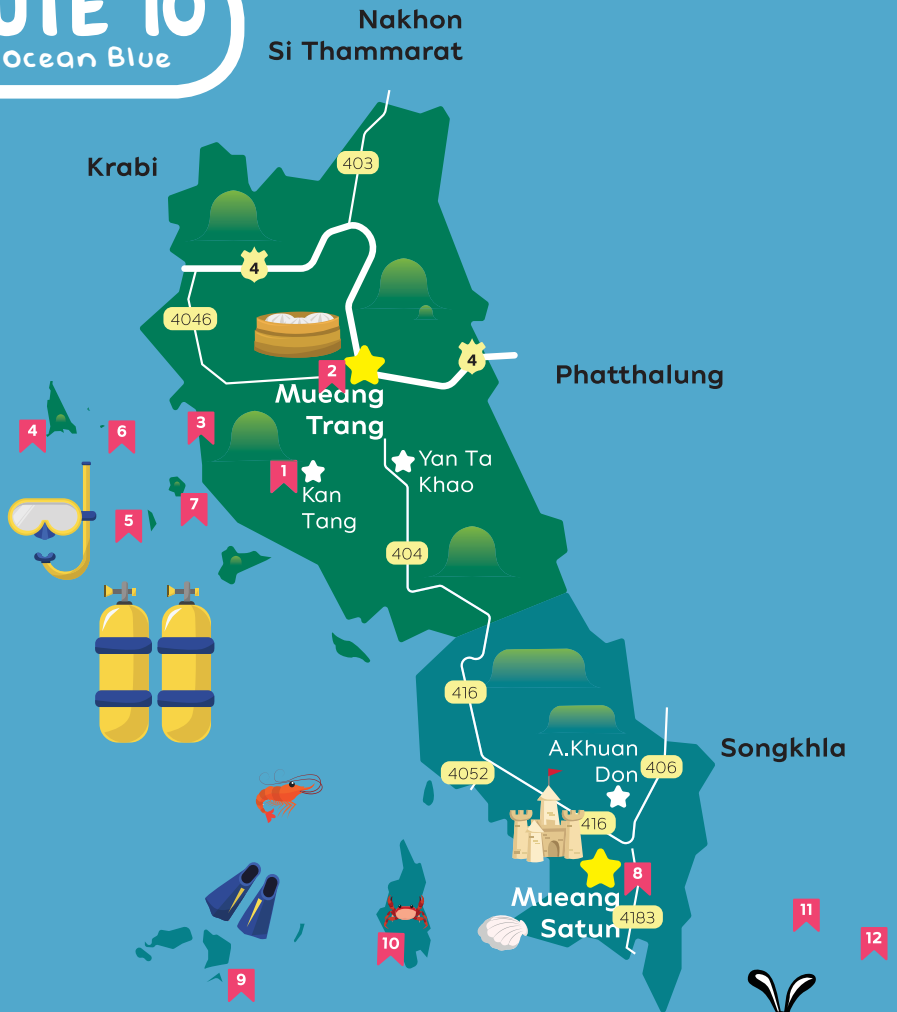 UTE 10
ocean Blue
Nakhon
Si Thammarat
Krabi
403
4
4046
4
Phatthalung
2
Mueang
Trang
3
4
6
1
Kan
Tang
Yan Ta
Khao
7
5
404
416
A.Khuan
Don
406
Songkhla
4052
416
8
Mueang
Satun
4183
10
9
11
12